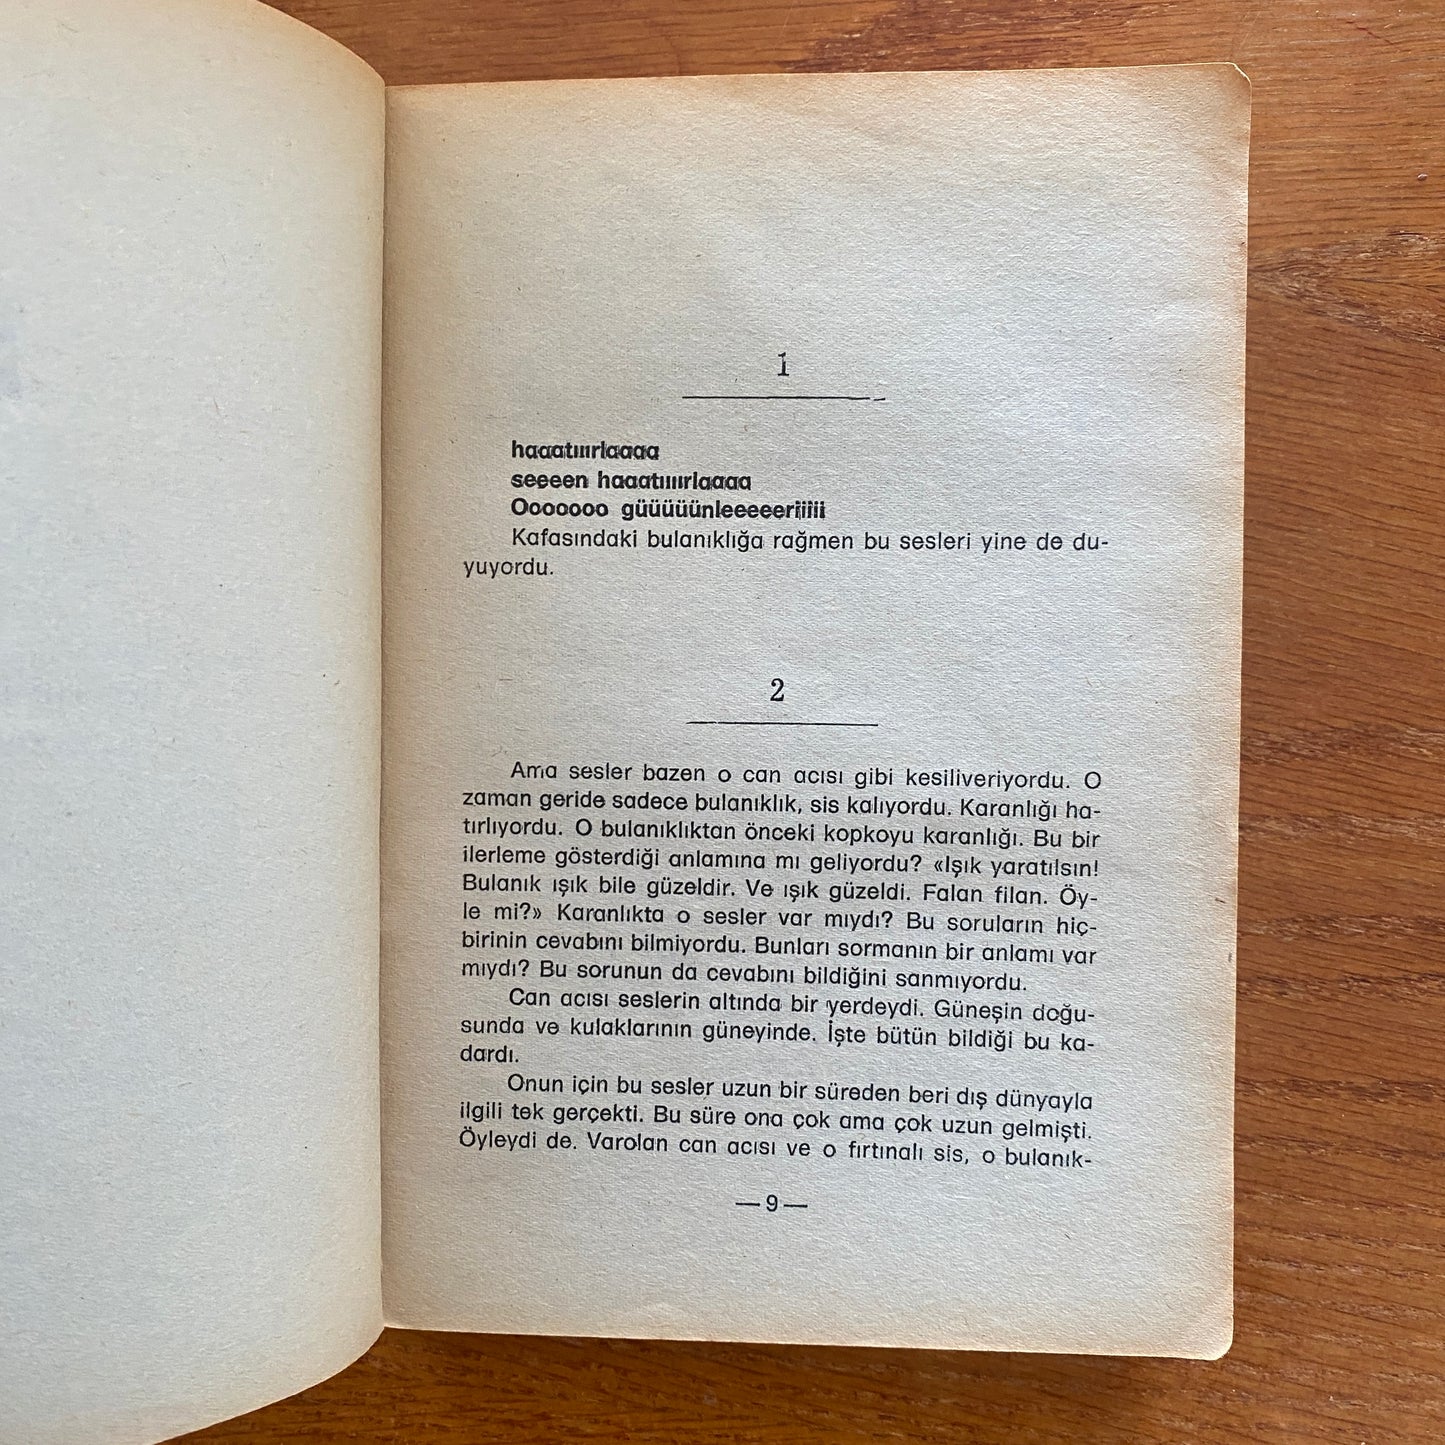 1
haaatıııırlaaaa
seeeen haaatıııırlaaaa
Ooooooo güüüüünleeeeeriiiii
Kafasındaki bulanıklığa rağmen bu sesleri yine de du-
yuyordu.
2
Ama sesler bazen o can acısı gibi kesiliveriyordu. O
zaman geride sadece bulanıklık, sis kalıyordu. Karanlığı ha-
tırlıyordu. O bulanıklıktan önceki kopkoyu karanlığı. Bu bir
ilerleme gösterdiği anlamına mı geliyordu? «Işık yaratılsın!
Bulanık ışık bile güzeldir. Ve ışık güzeldi. Falan filan. Öy-
le mi?» Karanlıkta o sesler var mıydı? Bu soruların hiç-
birinin cevabını bilmiyordu. Bunları sormanın bir anlamı var
mıydı? Bu sorunun da cevabını bildiğini sanmıyordu.
Can acısı seslerin altında bir yerdeydi. Güneşin doğu-
sunda ve kulaklarının güneyinde. İşte bütün bildiği bu ka-
dardı.
Onun için bu sesler uzun bir süreden beri dış dünyayla
ilgili tek gerçekti. Bu süre ona çok ama çok uzun gelmişti.
Öyleydi de. Varolan can acısı ve o fırtınalı sis, o bulanık-
— 9 —